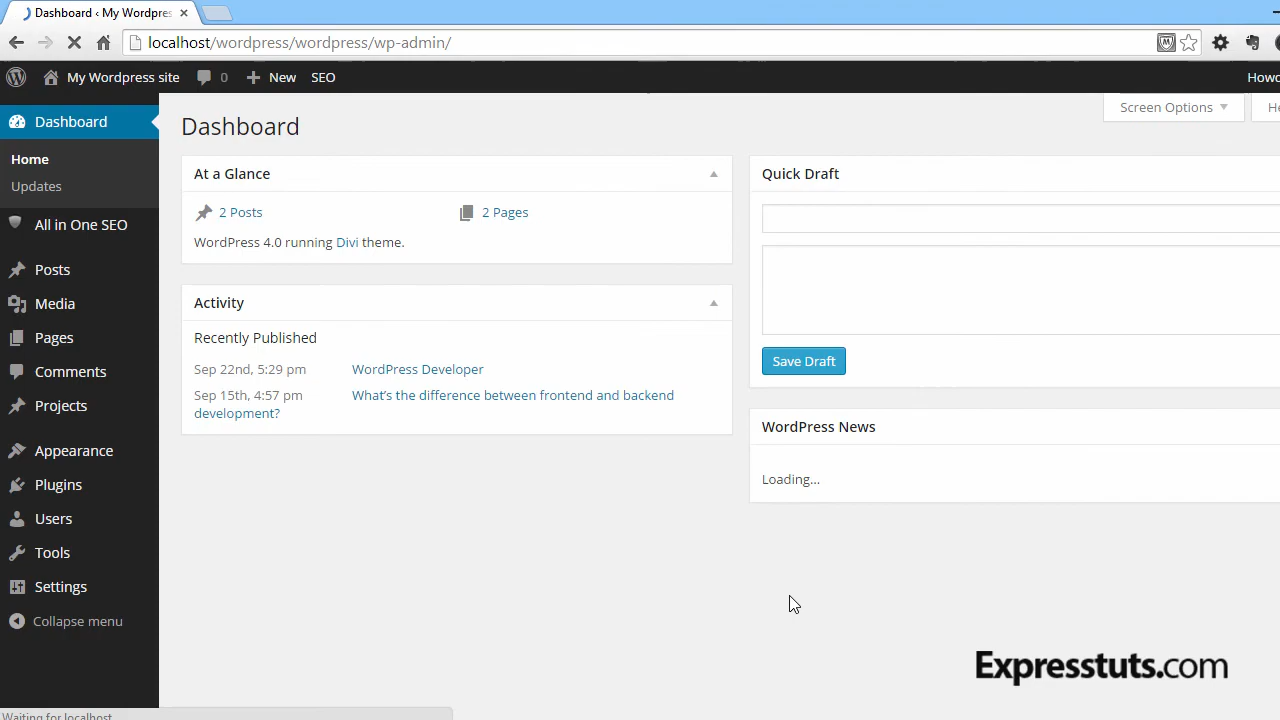 Dashboard ‹ My Wordpres
localhost/wordpress/wordpress/wp-admin/
My Wordpress site 0 New SEO
Screen Options
Dashboard
Home
Updates
All in One SEO
Posts
Media
Pages
Comments
Projects
Appearance
Plugins
Users
Tools
Settings
Collapse menu
Dashboard
At a Glance
2 Posts 2 Pages
WordPress 4.0 running Divi theme.
Activity
Recently Published
Sep 22nd, 5:29 pm WordPress Developer
Sep 15th, 4:57 pm What's the difference between frontend and backend
development?
Quick Draft
Save Draft
WordPress News
Loading...
Expresstuts.com
Waiting for localhost